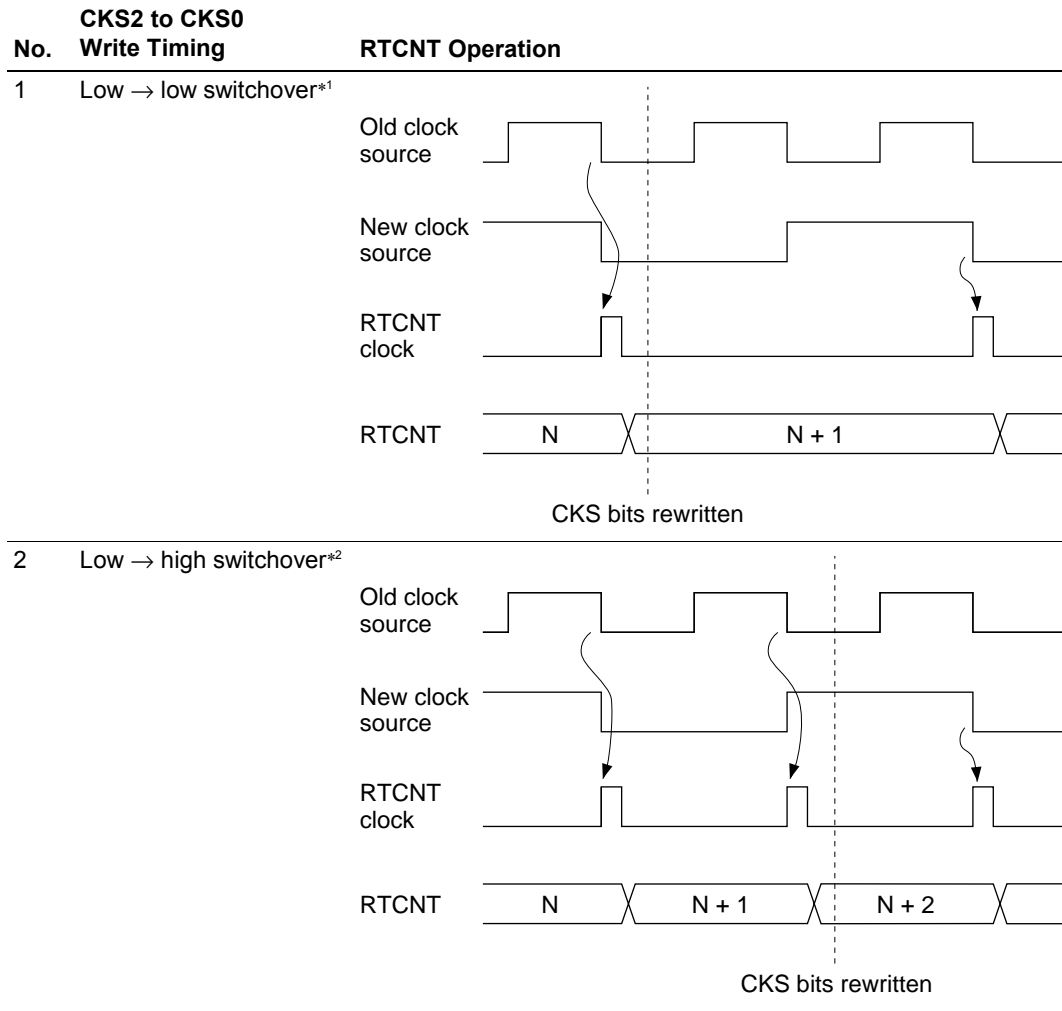 CKS2 to CKS0
No. Write Timing RTCNT Operation
1 Low → low switchover*1
Old clock
source
New clock
source
RTCNT
clock
RTCNT N N + 1
CKS bits rewritten
2 Low → high switchover*2
Old clock
source
New clock
source
RTCNT
clock
RTCNT N N + 1 N + 2
CKS bits rewritten